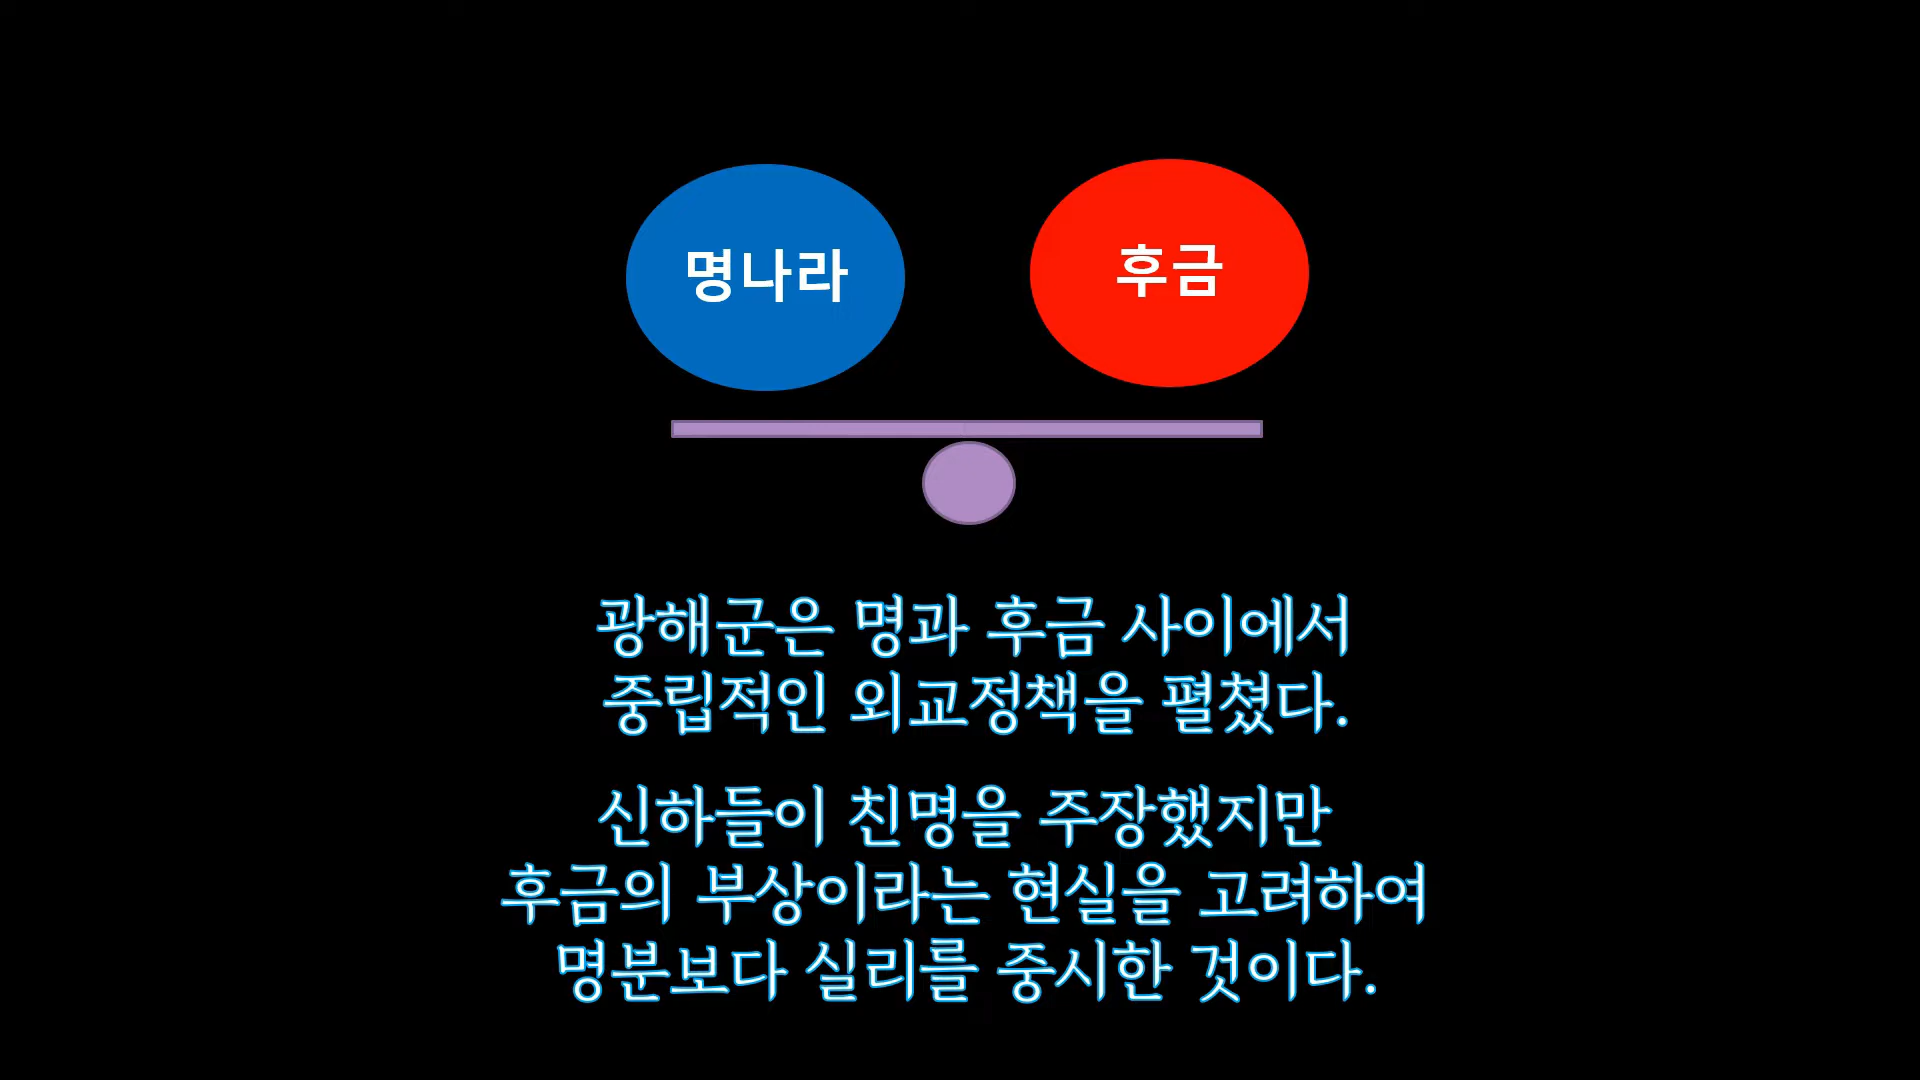 명나라
후금
광해군은 명과 후금 사이에서
중립적인 외교정책을 펼쳤다.
신하들이 친명을 주장했지만
후금의 부상이라는 현실을 고려하여
명분보다 실리를 중시한 것이다.